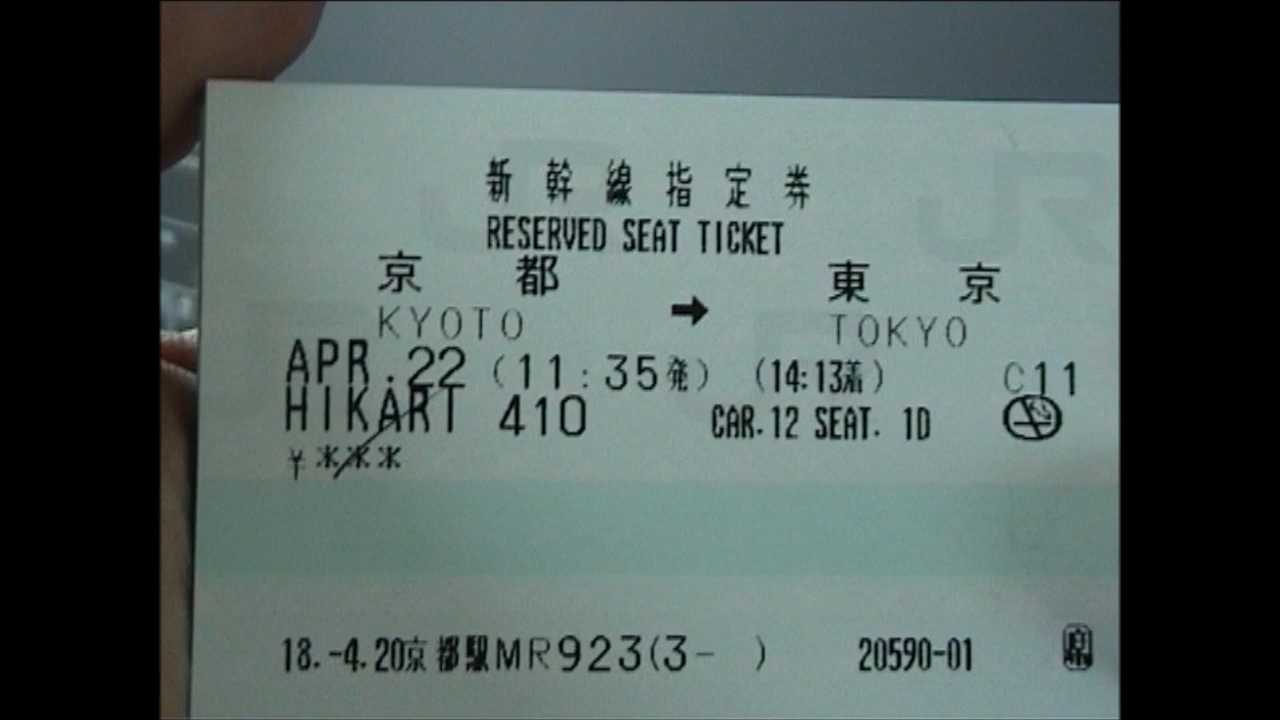 新幹線指定券
RESERVED SEAT TICKET
京都 → 東京
KYOTO TOKYO
APR.22 (11:35発) (14:13着) C11
HIKARI 410 CAR.12 SEAT. 1D
¥***
18.-4.20京都駅MR923(3- ) 20590-01